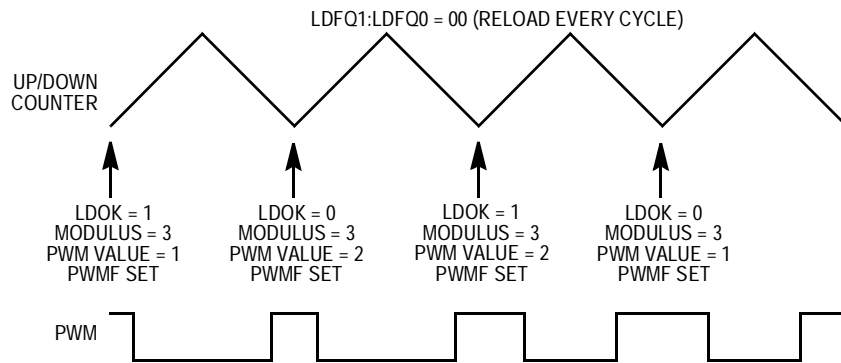 LDFQ1:LDFQ0 = 00 (RELOAD EVERY CYCLE)
UP/DOWN
COUNTER
LDOK = 1
MODULUS = 3
PWM VALUE = 1
PWMF SET
LDOK = 0
MODULUS = 3
PWM VALUE = 2
PWMF SET
LDOK = 1
MODULUS = 3
PWM VALUE = 2
PWMF SET
LDOK = 0
MODULUS = 3
PWM VALUE = 1
PWMF SET
PWM